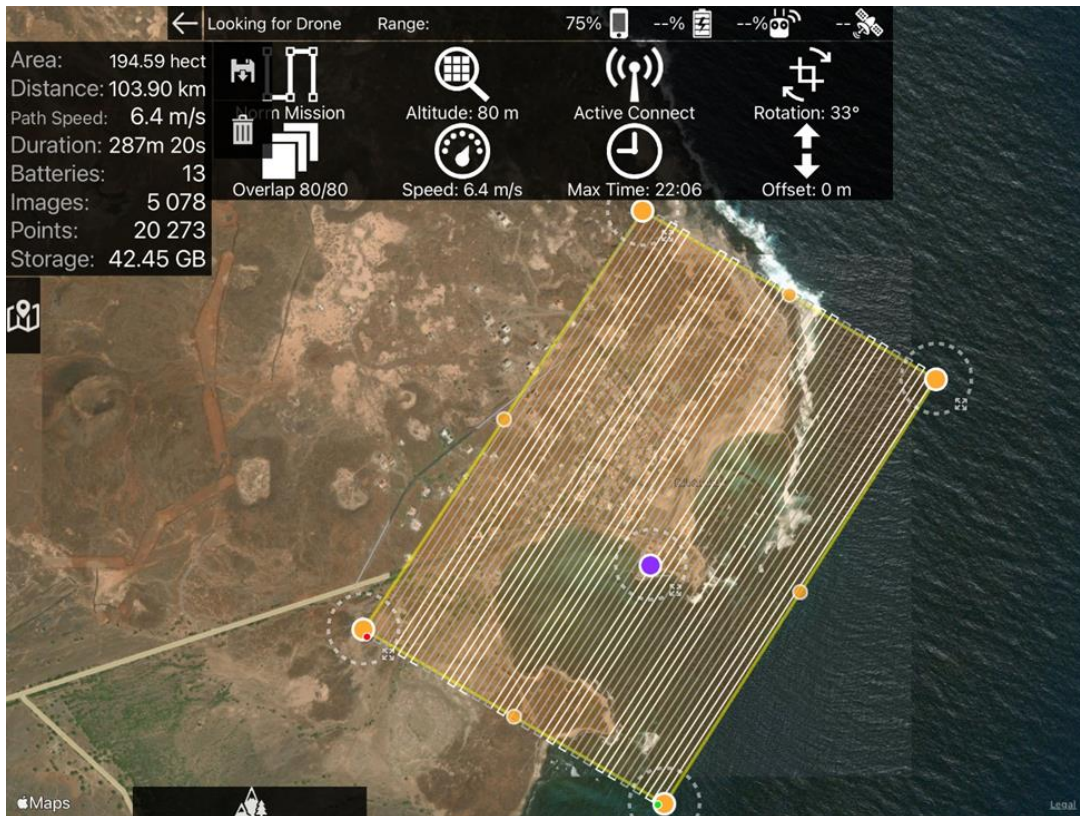 Looking for Drone Range: 75% --% --% --
Area: 194.59 hect
Distance: 103.90 km
Path Speed: 6.4 m/s
Duration: 287m 20s
Batteries: 13
Images: 5 078
Points: 20 273
Storage: 42.45 GB
Norm Mission
Altitude: 80 m
Active Connect
Rotation: 33°
Overlap 80/80
Speed: 6.4 m/s
Max Time: 22:06
Offset: 0 m
Maps
Legal